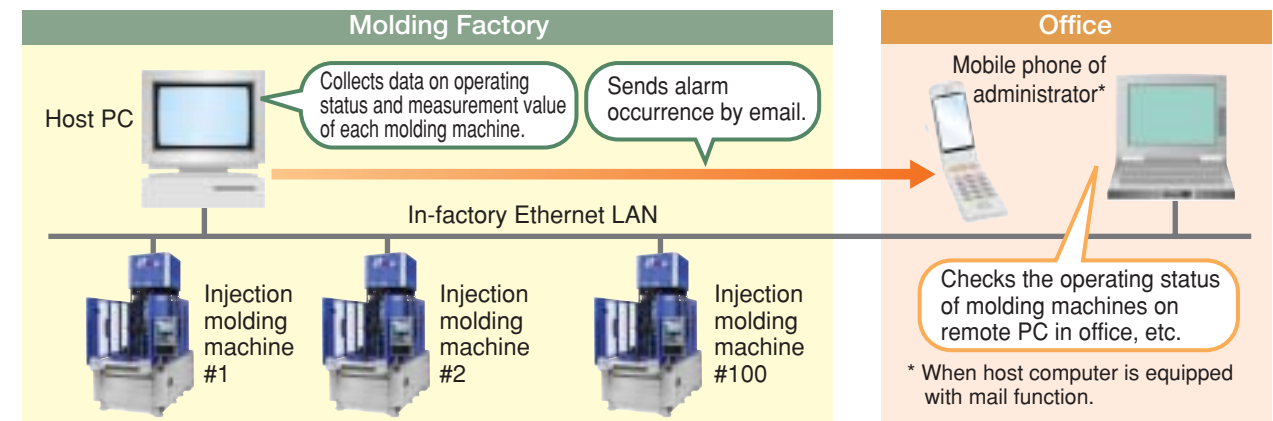 Molding Factory
Office
Host PC
Collects data on operating
status and measurement value
of each molding machine.
Sends alarm
occurrence by email.
Mobile phone of
administrator*
In-factory Ethernet LAN
Injection
molding
machine
#1
Injection
molding
machine
#2
Injection
molding
machine
#100
Checks the operating status
of molding machines on
remote PC in office, etc.
* When host computer is equipped
with mail function.